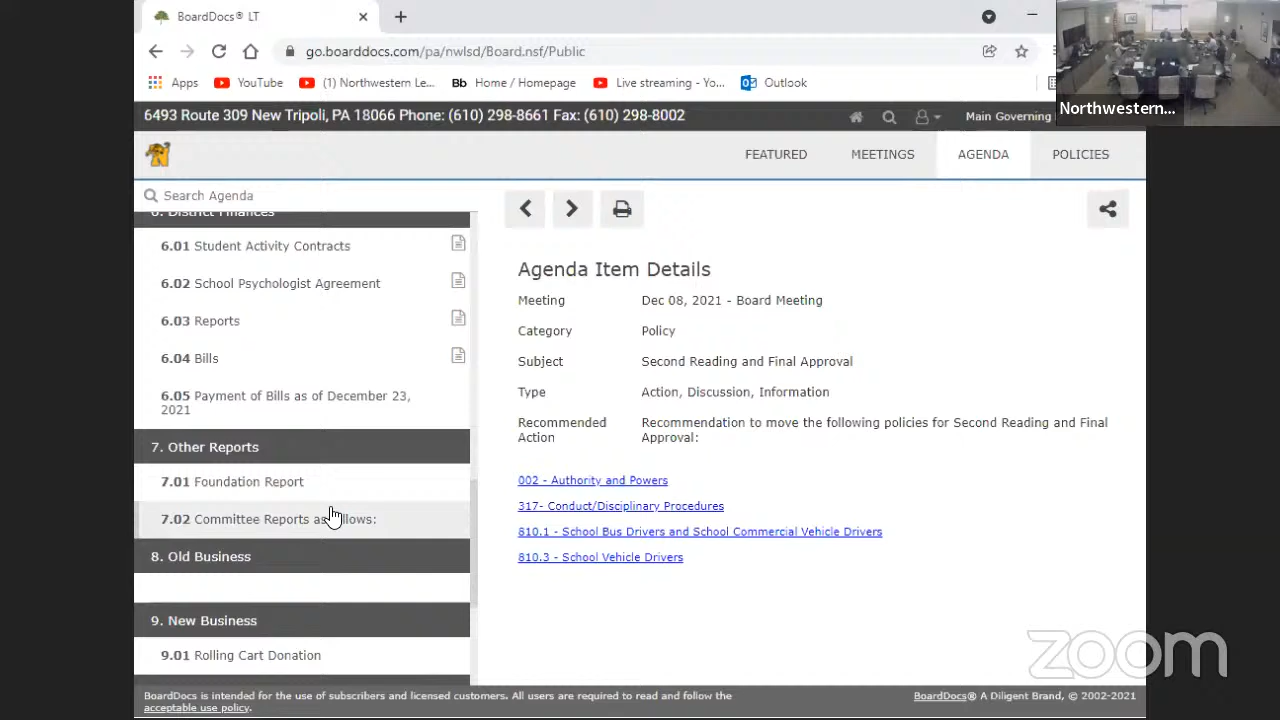 BoardDocs® LT
go.boarddocs.com/pa/nwlsd/Board.nsf/Public
Apps
YouTube
(1) Northwestern Le...
Bb Home / Homepage
Live streaming - Yo...
Outlook
Northwestern...
6493 Route 309 New Tripoli, PA 18066 Phone: (610) 298-8661 Fax: (610) 298-8002
Main Governing
FEATURED
MEETINGS
AGENDA
POLICIES
Search Agenda
6. District Finances
6.01 Student Activity Contracts
6.02 School Psychologist Agreement
6.03 Reports
6.04 Bills
6.05 Payment of Bills as of December 23,
2021
7. Other Reports
7.01 Foundation Report
7.02 Committee Reports as llows:
8. Old Business
9. New Business
9.01 Rolling Cart Donation
Agenda Item Details
Meeting Dec 08, 2021 - Board Meeting
Category Policy
Subject Second Reading and Final Approval
Type Action, Discussion, Information
Recommended Recommendation to move the following policies for Second Reading and Final
Action Approval:
002 - Authority and Powers
317- Conduct/Disciplinary Procedures
810.1 - School Bus Drivers and School Commercial Vehicle Drivers
810.3 - School Vehicle Drivers
zoom
BoardDocs is intended for the use of subscribers and licensed customers. All users are required to read and follow the
acceptable use policy.
BoardDocs® A Diligent Brand, © 2002-2021